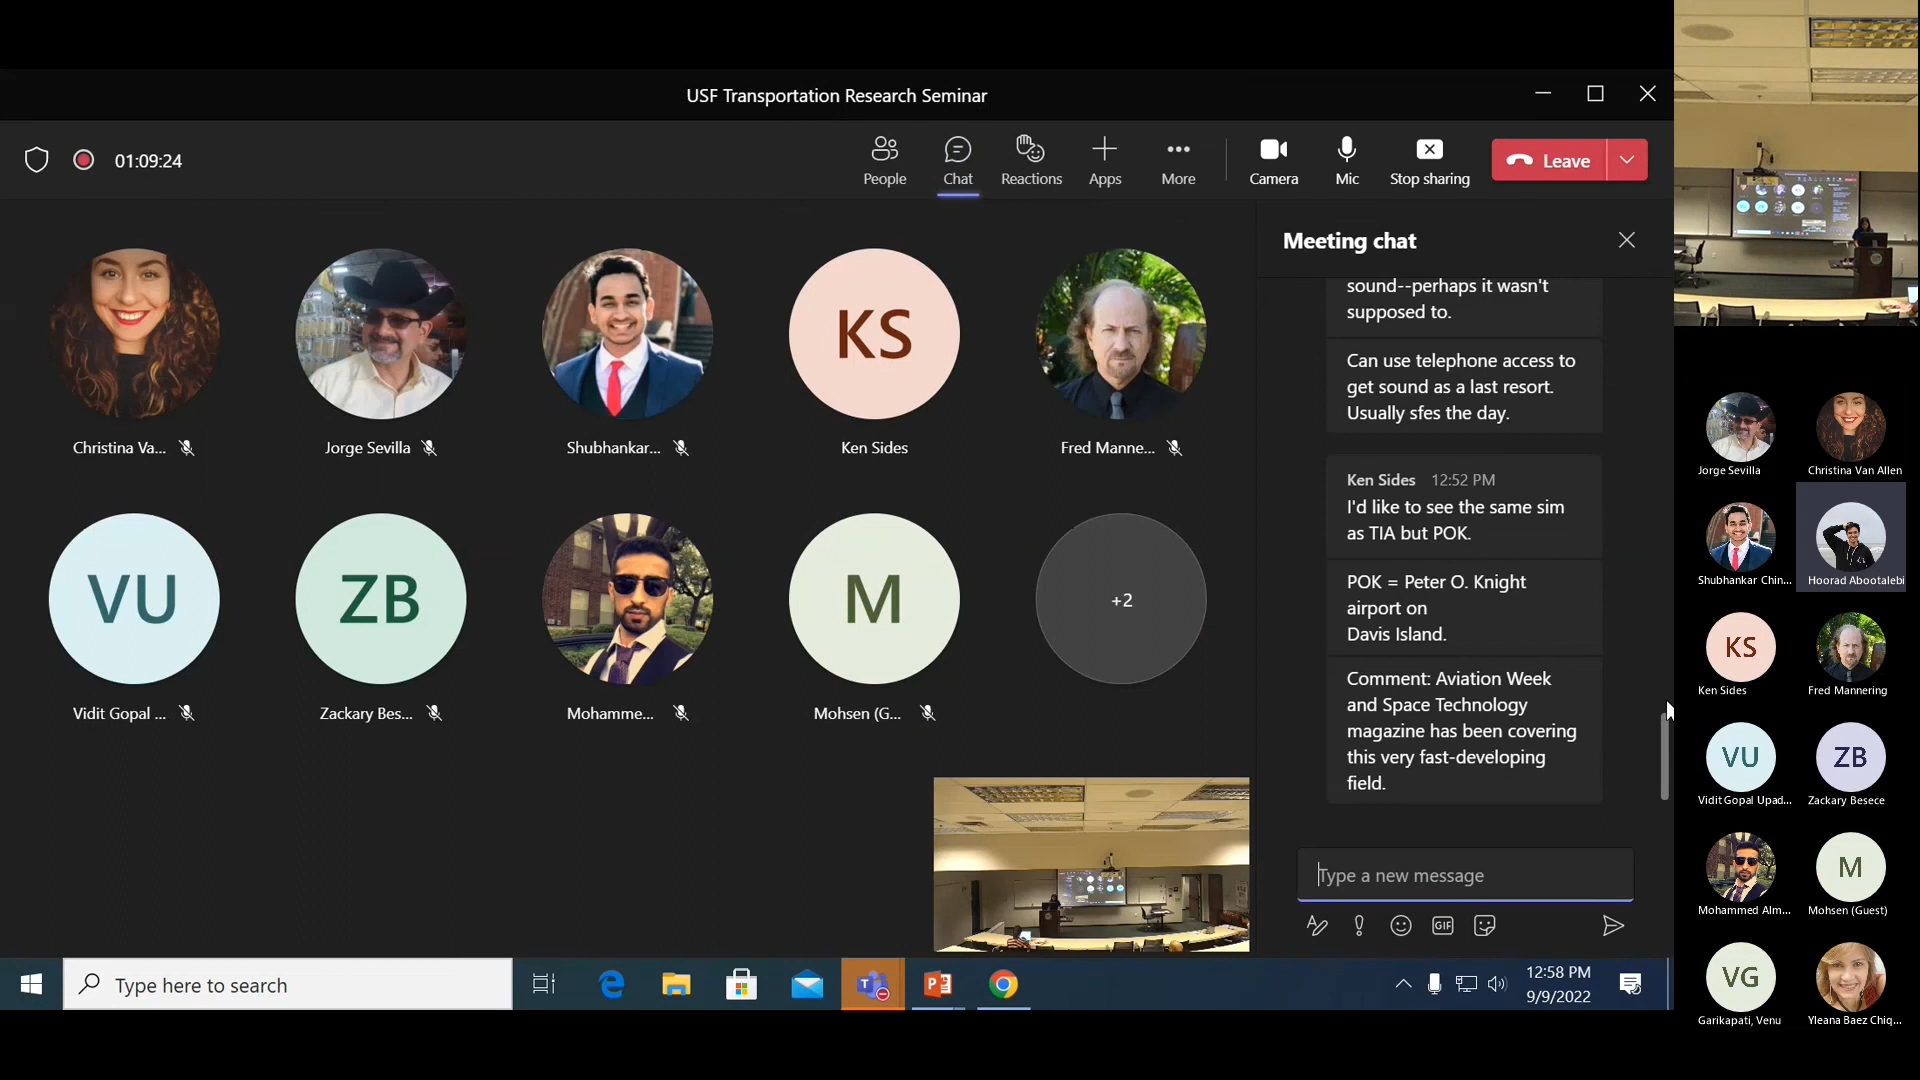 USF Transportation Research Seminar
01:09:24
People
Chat
Reactions
Apps
More
Camera
Mic
Stop sharing
Leave
Christina Va...
Jorge Sevilla
Shubhankar...
KS
Ken Sides
Fred Manne...
VU
Vidit Gopal ...
ZB
Zackary Bes...
Mohamme...
M
Mohsen (G...
+2
Meeting chat
sound--perhaps it wasn't
supposed to.
Can use telephone access to
get sound as a last resort.
Usually sfes the day.
Ken Sides 12:52 PM
I'd like to see the same sim
as TIA but POK.
POK = Peter O. Knight
airport on
Davis Island.
Comment: Aviation Week
and Space Technology
magazine has been covering
this very fast-developing
field.
Type a new message
GIF
Type here to search
12:58 PM
9/9/2022
Jorge Sevilla
Christina Van Allen
Shubhankar Chin...
Hoorad Abootalebi
KS
Ken Sides
Fred Mannering
VU
Vidit Gopal Upad...
ZB
Zackary Besece
Mohammed Alm...
M
Mohsen (Guest)
VG
Garikapati, Venu
Yleana Baez Chiq...